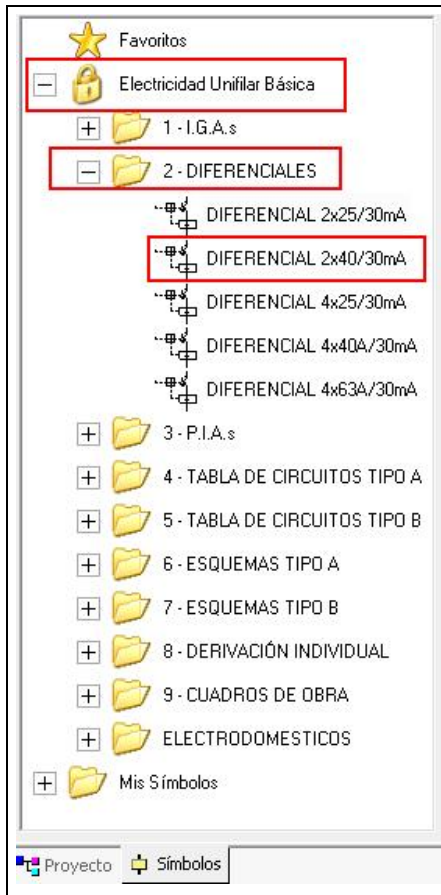 Favoritos
Electricidad Unifilar Básica
1 - I.G.A.s
2 - DIFERENCIALES
DIFERENCIAL 2x25/30mA
DIFERENCIAL 2x40/30mA
DIFERENCIAL 4x25/30mA
DIFERENCIAL 4x40A/30mA
DIFERENCIAL 4x63A/30mA
3 - P.I.A.s
4 - TABLA DE CIRCUITOS TIPO A
5 - TABLA DE CIRCUITOS TIPO B
6 - ESQUEMAS TIPO A
7 - ESQUEMAS TIPO B
8 - DERIVACIÓN INDIVIDUAL
9 - CUADROS DE OBRA
ELECTRODOMESTICOS
Mis Símbolos
Proyecto Símbolos